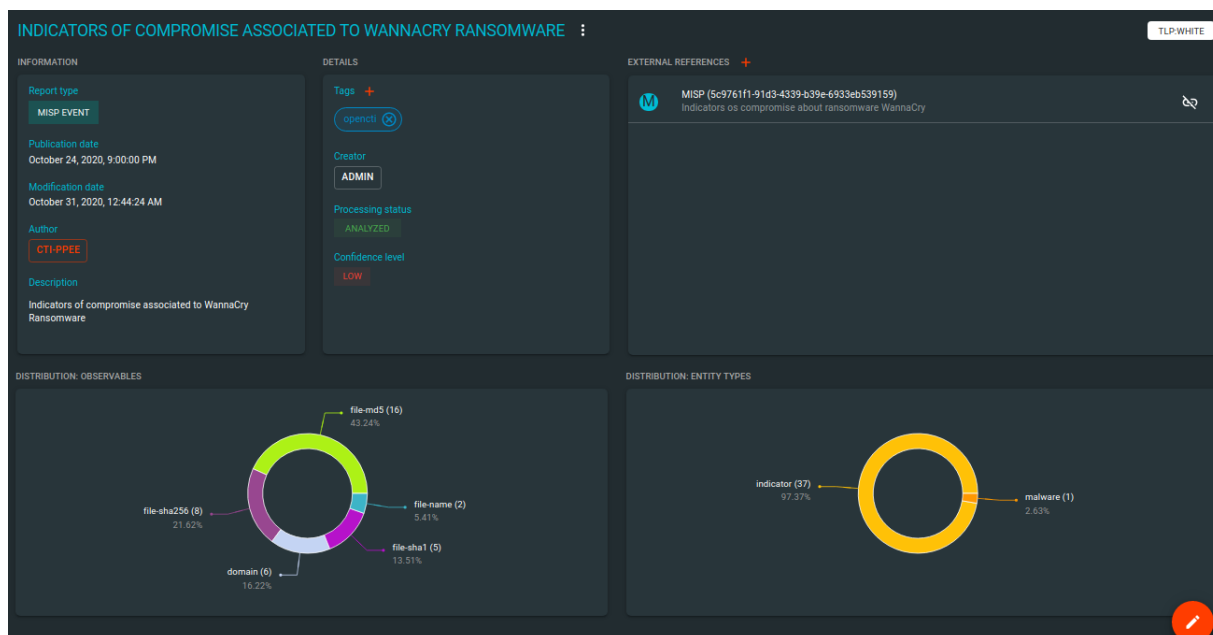 INDICATORS OF COMPROMISE ASSOCIATED TO WANNACRY RANSOMWARE
TLP:WHITE
INFORMATION
Report type
MISP EVENT
Publication date
October 24, 2020, 9:00:00 PM
Modification date
October 31, 2020, 12:44:24 AM
Author
CTI-PPEE
Description
Indicators of compromise associated to WannaCry
Ransomware
DETAILS
Tags +
opencti
Creator
ADMIN
Processing status
ANALYZED
Confidence level
LOW
EXTERNAL REFERENCES +
M
MISP (5c9761f1-91d3-4339-b39e-6933eb539159)
Indicators os compromise about ransomware WannaCry
DISTRIBUTION: OBSERVABLES
file-md5 (16)
43.24%
file-name (2)
5.41%
file-sha256 (8)
21.62%
file-sha1 (5)
13.51%
domain (6)
16.22%
DISTRIBUTION: ENTITY TYPES
indicator (37)
97.37%
malware (1)
2.63%